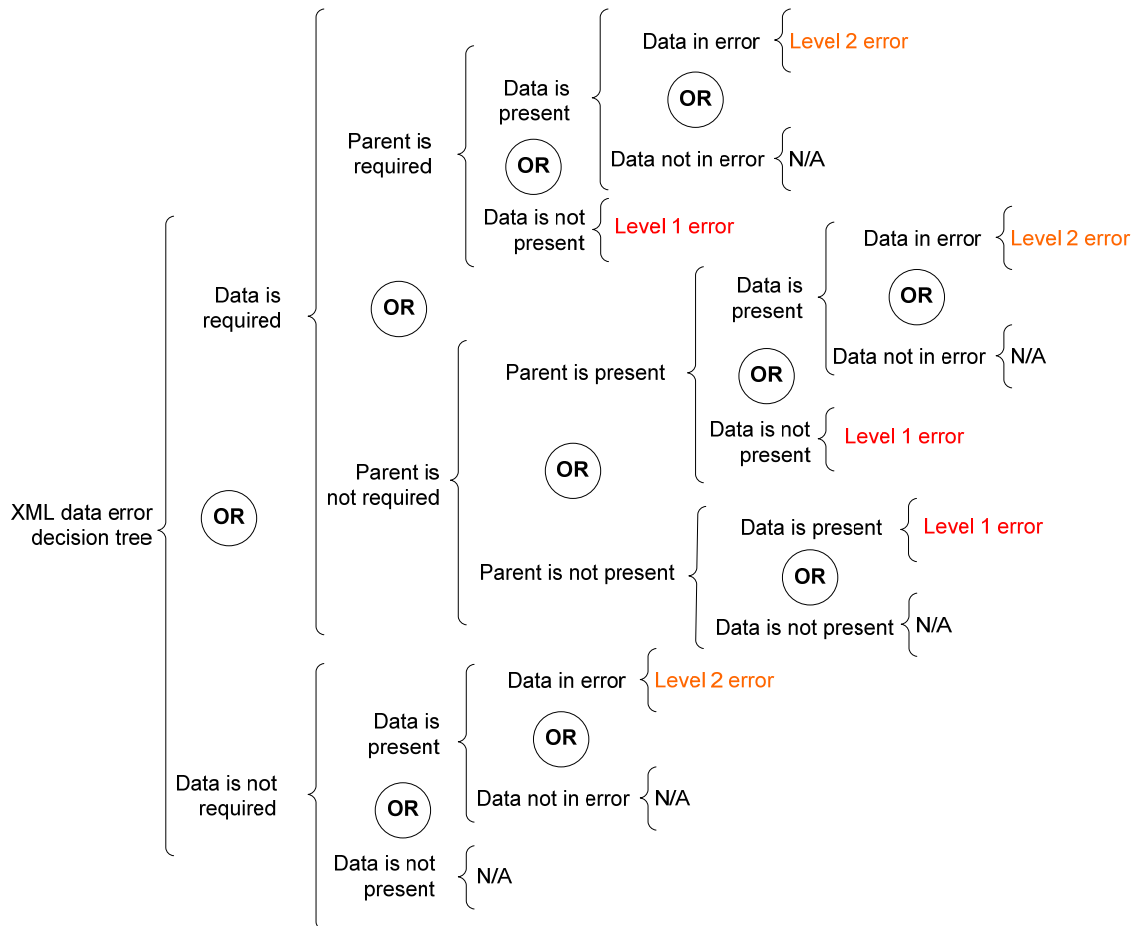 Data in error
Level 2 error
Data is
present
OR
Parent is
required
OR
Data not in error
N/A
Data is not
present
Level 1 error
Data in error
Level 2 error
Data is
required
OR
Data is
present
OR
Data not in error
N/A
Parent is present
OR
Data is not
present
Level 1 error
Parent is
not required
OR
XML data error
decision tree
OR
Data is present
Level 1 error
Parent is not present
OR
Data is not present
N/A
Data in error
Level 2 error
Data is
present
OR
Data is not
required
Data not in error
N/A
OR
Data is not
present
N/A